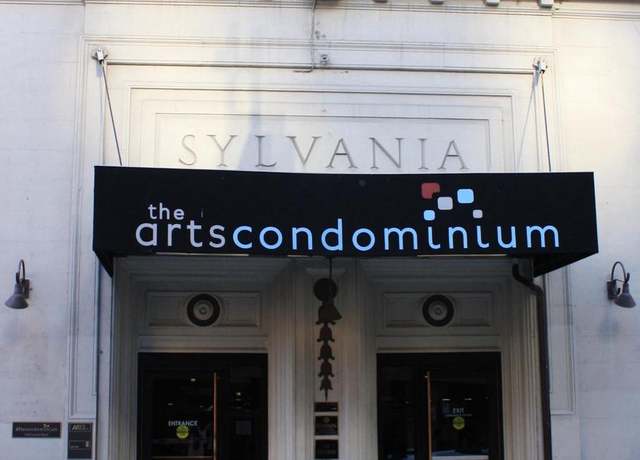 SYLVANIA
the
artscondominium
ENTRANCE
EXIT